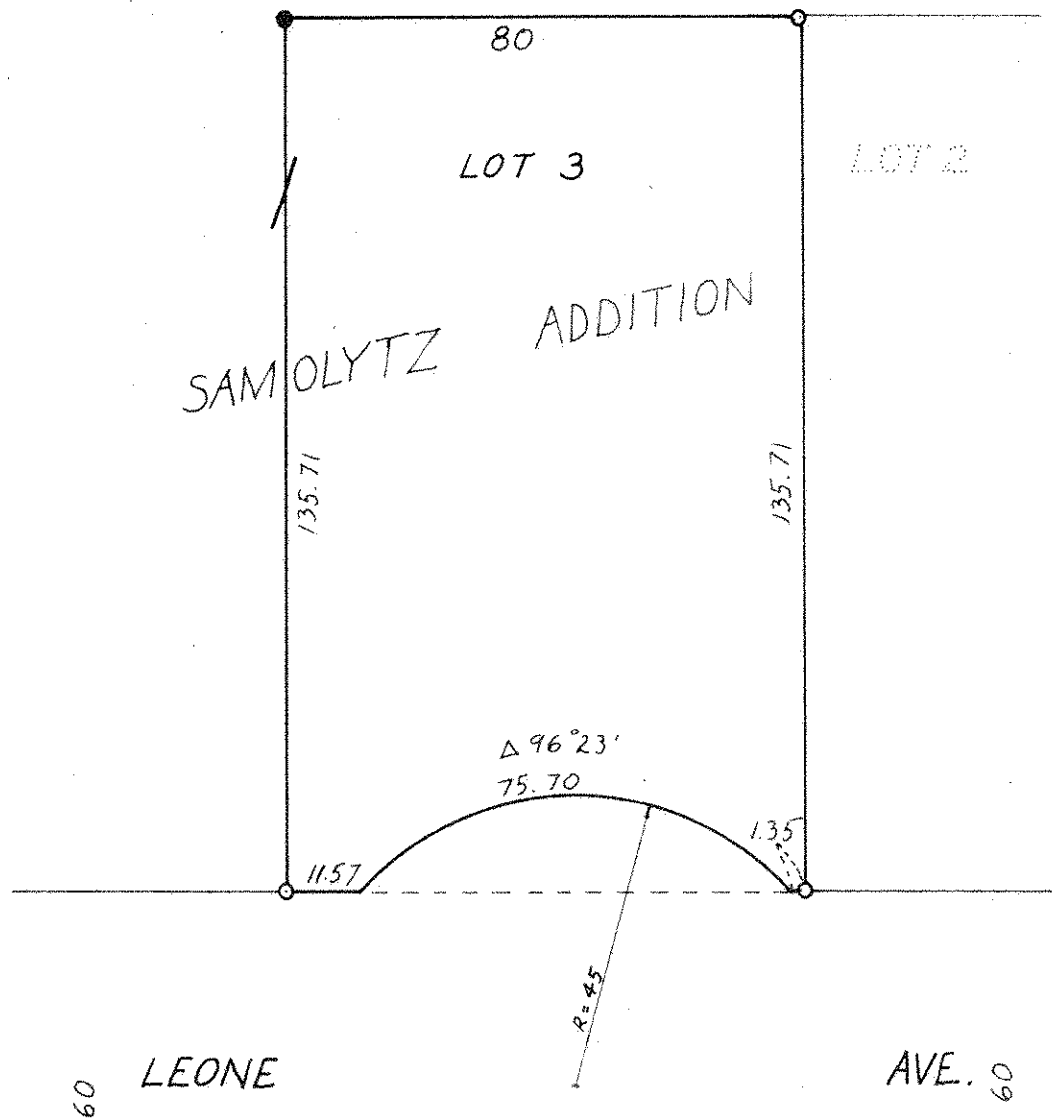 80
LOT 3
LOT 2
SAMOLYTZ ADDITION
135.71
135.71
Δ 96°23'
75.70
1.35
11.57
R = 45
LEONE AVE.
60
60